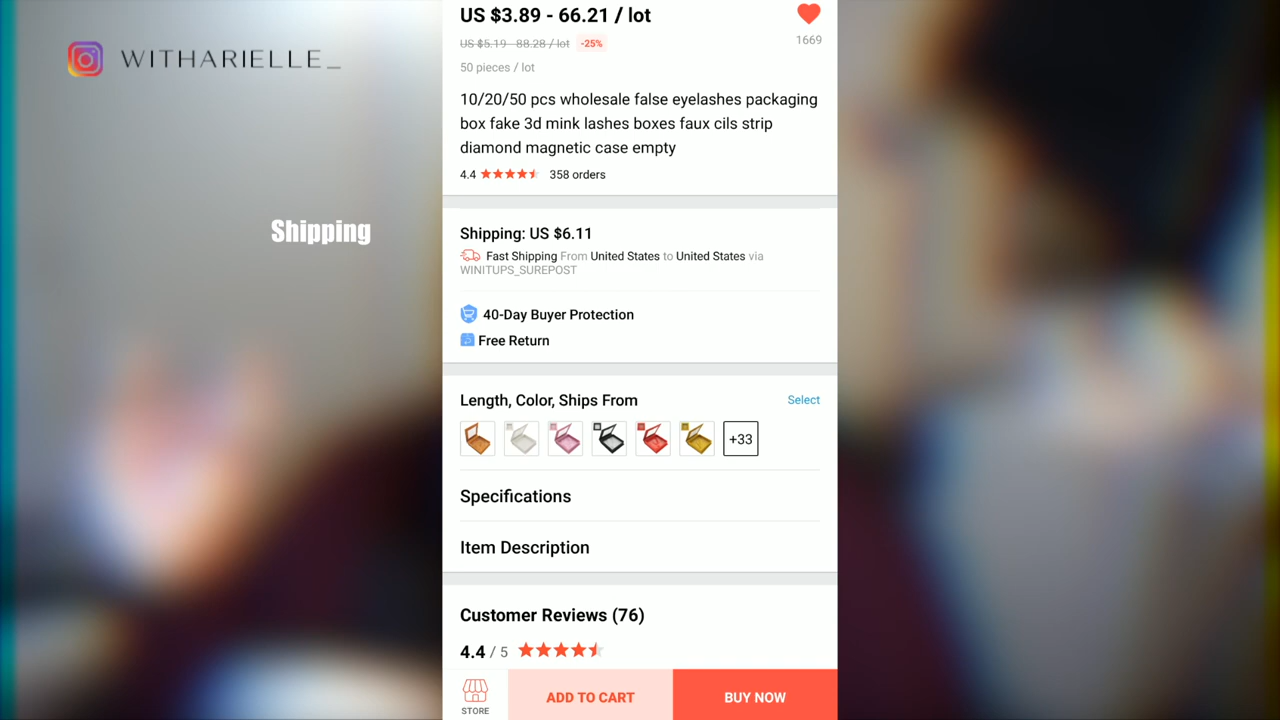 WITHARIELLE_
Shipping
US $3.89 - 66.21 / lot
1669
US $5.19 - 88.28 / lot -25%
50 pieces / lot
10/20/50 pcs wholesale false eyelashes packaging
box fake 3d mink lashes boxes faux cils strip
diamond magnetic case empty
4.4 358 orders
Shipping: US $6.11
Fast Shipping From United States to United States via
WINITUPS_SUREPOST
40-Day Buyer Protection
Free Return
Length, Color, Ships From Select
+33
Specifications
Item Description
Customer Reviews (76)
4.4 / 5
STORE
ADD TO CART
BUY NOW